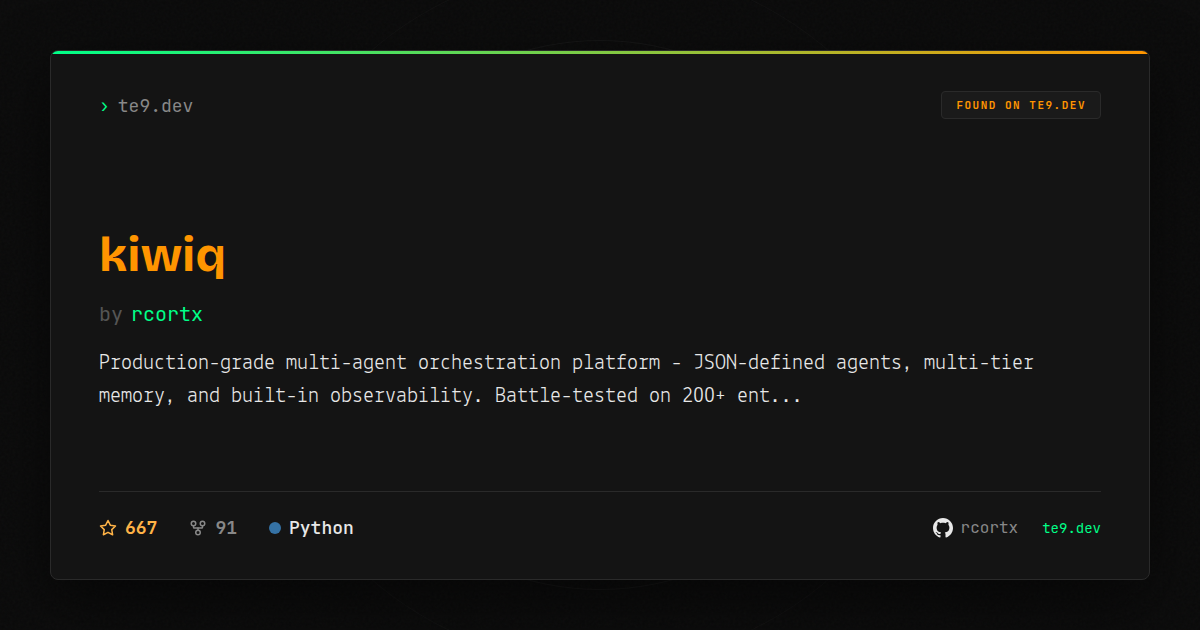 › te9.dev
FOUND ON TE9.DEV
kiwiq
by rcortx
Production-grade multi-agent orchestration platform - JSON-defined agents, multi-tier
memory, and built-in observability. Battle-tested on 200+ ent...
667 91 Python
rcortx te9.dev